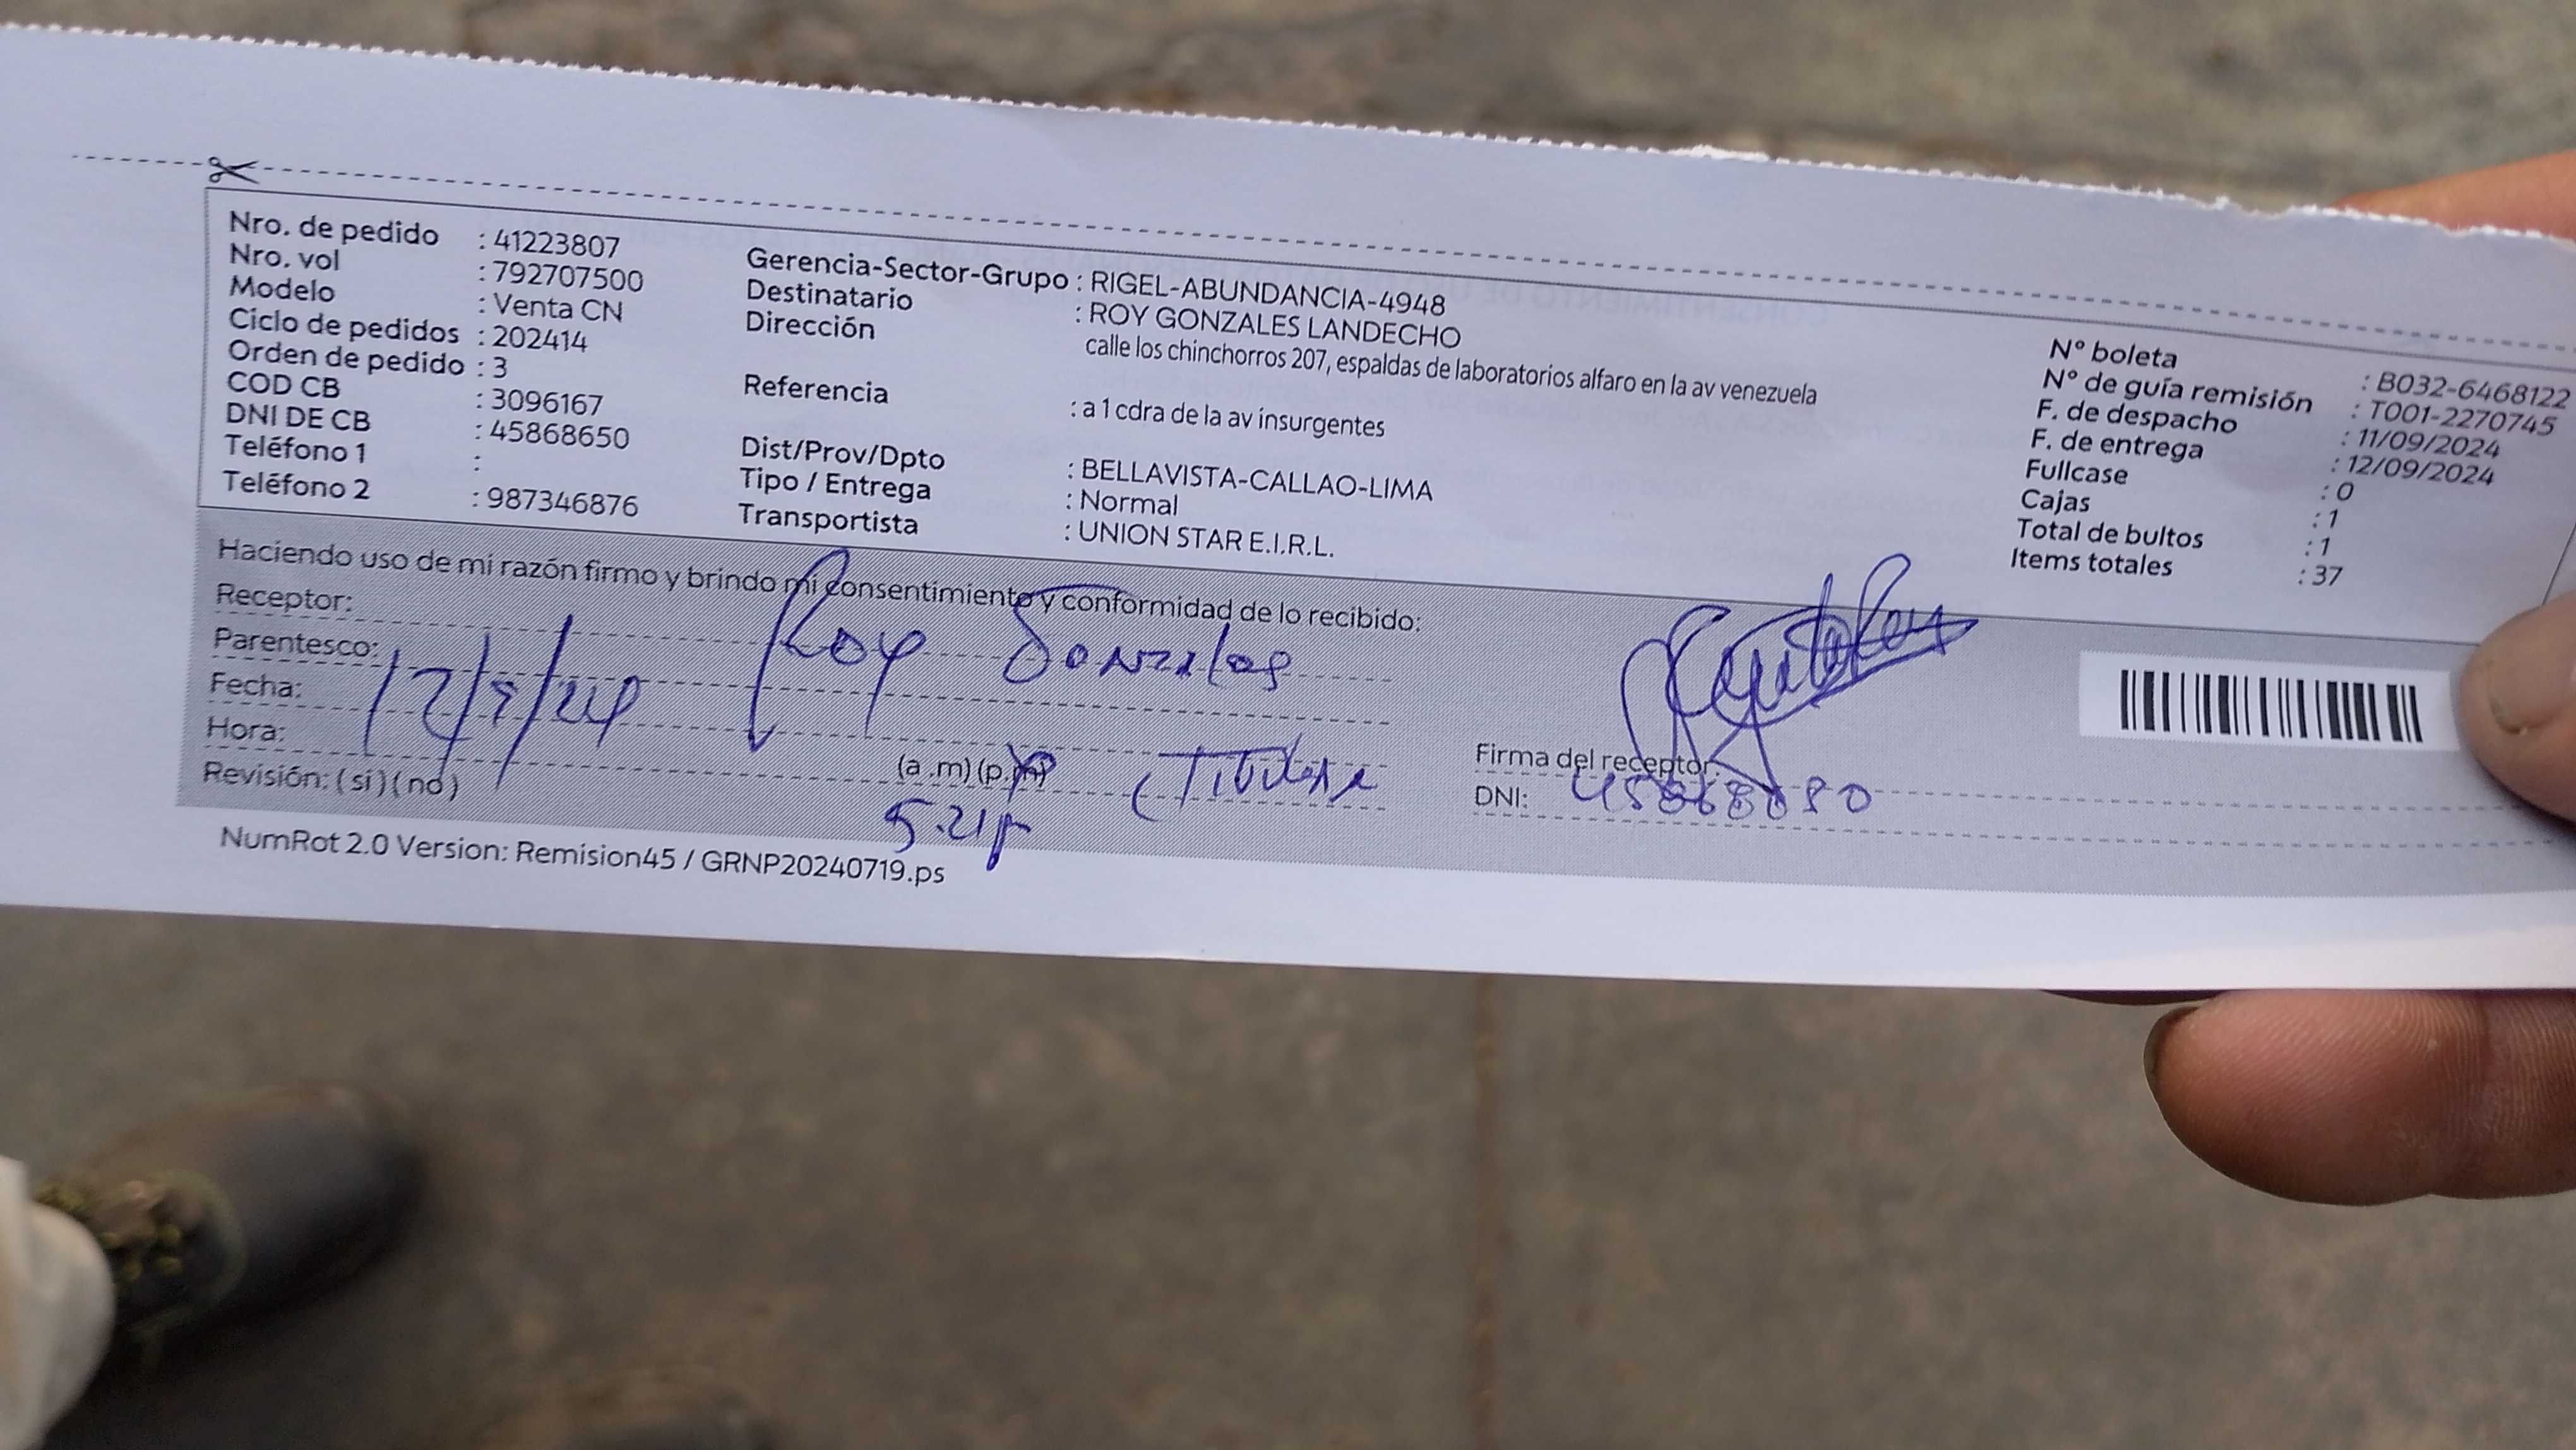 Nro. de pedido : 41223807
Nro. vol : 792707500
Modelo : Venta CN
Ciclo de pedidos : 202414
Orden de pedido : 3
COD CB : 3096167
DNI DE CB : 45868650
Teléfono 1 :
Teléfono 2 : 987346876
Gerencia-Sector-Grupo : RIGEL-ABUNDANCIA-4948
Destinatario : ROY GONZALES LANDECHO
Dirección calle los chinchorros 207, espaldas de laboratorios alfaro en la av venezuela
Referencia : a 1 cdra de la av insurgentes
Dist/Prov/Dpto : BELLAVISTA-CALLAO-LIMA
Tipo / Entrega : Normal
Transportista : UNION STAR E.I.R.L.
N° boleta : B032-6468122
N° de guía remisión : T001-2270745
F. de despacho : 11/09/2024
F. de entrega : 12/09/2024
Fullcase : 0
Cajas : 1
Total de bultos : 1
Items totales : 37
Haciendo uso de mi razón firmo y brindo mi consentimiento y conformidad de lo recibido:
Receptor: Roy Gonzales
Parentesco:
Fecha: 12/9/24
Hora: (a.m) (p.m)
5.21p
Revisión: (si) (no)
Firma del receptor:
DNI:
NumRot 2.0 Version: Remision45 / GRNP20240719.ps